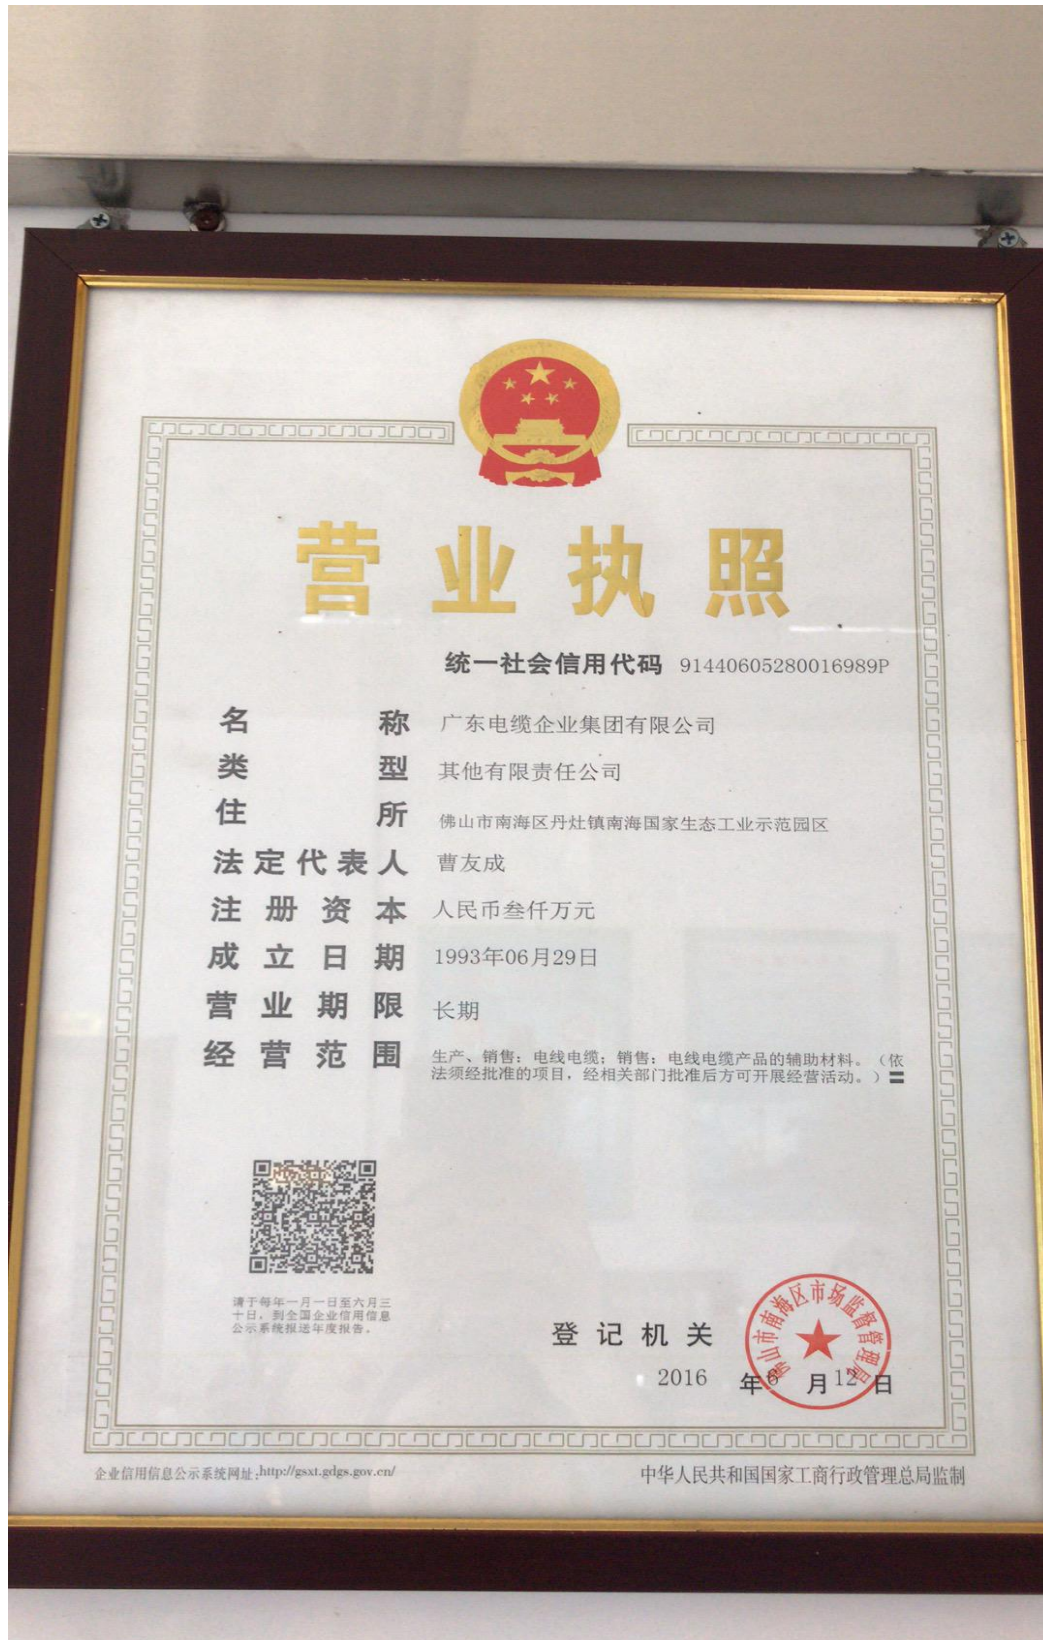 营业执照
统一社会信用代码 91440605280016989P
名称 广东电缆企业集团有限公司
类型 其他有限责任公司
住所 佛山市南海区丹灶镇南海国家生态工业示范园区
法定代表人 曹友成
注册资本 人民币叁仟万元
成立日期 1993年06月29日
营业期限 长期
经营范围 生产、销售：电线电缆；销售：电线电缆产品的辅助材料。（依
法须经批准的项目，经相关部门批准后方可开展经营活动。）
请于每年一月一日至六月三
十日，到全国企业信用信息
公示系统报送年度报告。
佛山市南海区市场监督管理局
登记机关
2016 年 6 月 12 日
企业信用信息公示系统网址:http://gsxt.gdgs.gov.cn/
中华人民共和国国家工商行政管理总局监制